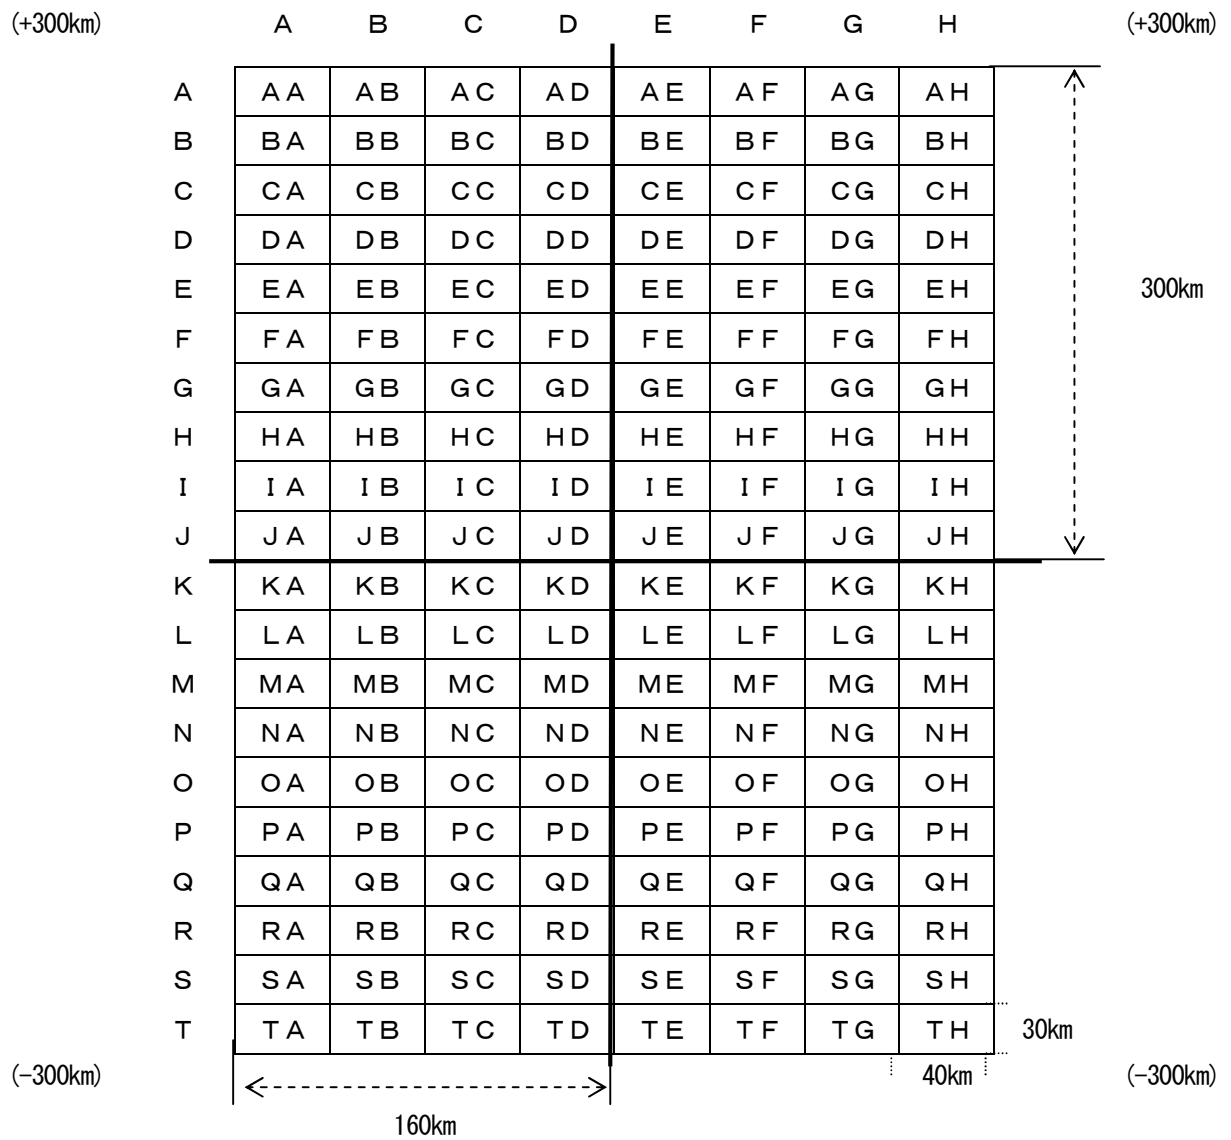 (+300km) A B C D E F G H (+300km)
A AA AB AC AD AE AF AG AH
B BA BB BC BD BE BF BG BH
C CA CB CC CD CE CF CG CH
D DA DB DC DD DE DF DG DH
E EA EB EC ED EE EF EG EH 300km
F FA FB FC FD FE FF FG FH
G GA GB GC GD GE GF GG GH
H HA HB HC HD HE HF HG HH
I IA IB IC ID IE IF IG IH
J JA JB JC JD JE JF JG JH
K KA KB KC KD KE KF KG KH
L LA LB LC LD LE LF LG LH
M MA MB MC MD ME MF MG MH
N NA NB NC ND NE NF NG NH
O OA OB OC OD OE OF OG OH
P PA PB PC PD PE PF PG PH
Q QA QB QC QD QE QF QG QH
R RA RB RC RD RE RF RG RH
S SA SB SC SD SE SF SG SH
T TA TB TC TD TE TF TG TH 30km
(-300km) 40km (-300km)
160km